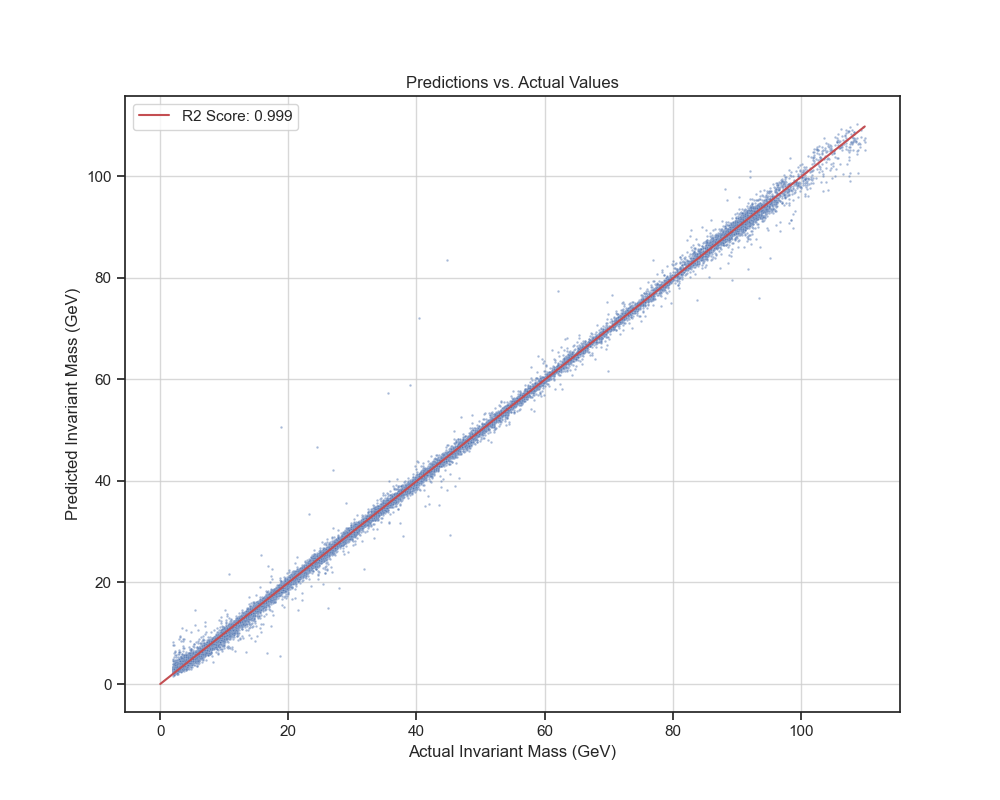 Predictions vs. Actual Values
R2 Score: 0.999
Predicted Invariant Mass (GeV)
100
80
60
40
20
0
0 20 40 60 80 100
Actual Invariant Mass (GeV)